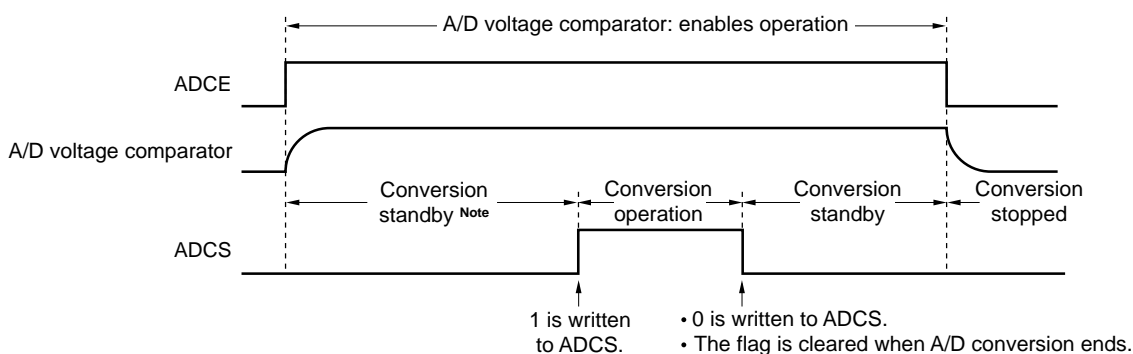 A/D voltage comparator: enables operation
ADCE
A/D voltage comparator
Conversion
standby Note
Conversion
operation
Conversion
standby
Conversion
stopped
ADCS
1 is written
to ADCS.
• 0 is written to ADCS.
• The flag is cleared when A/D conversion ends.